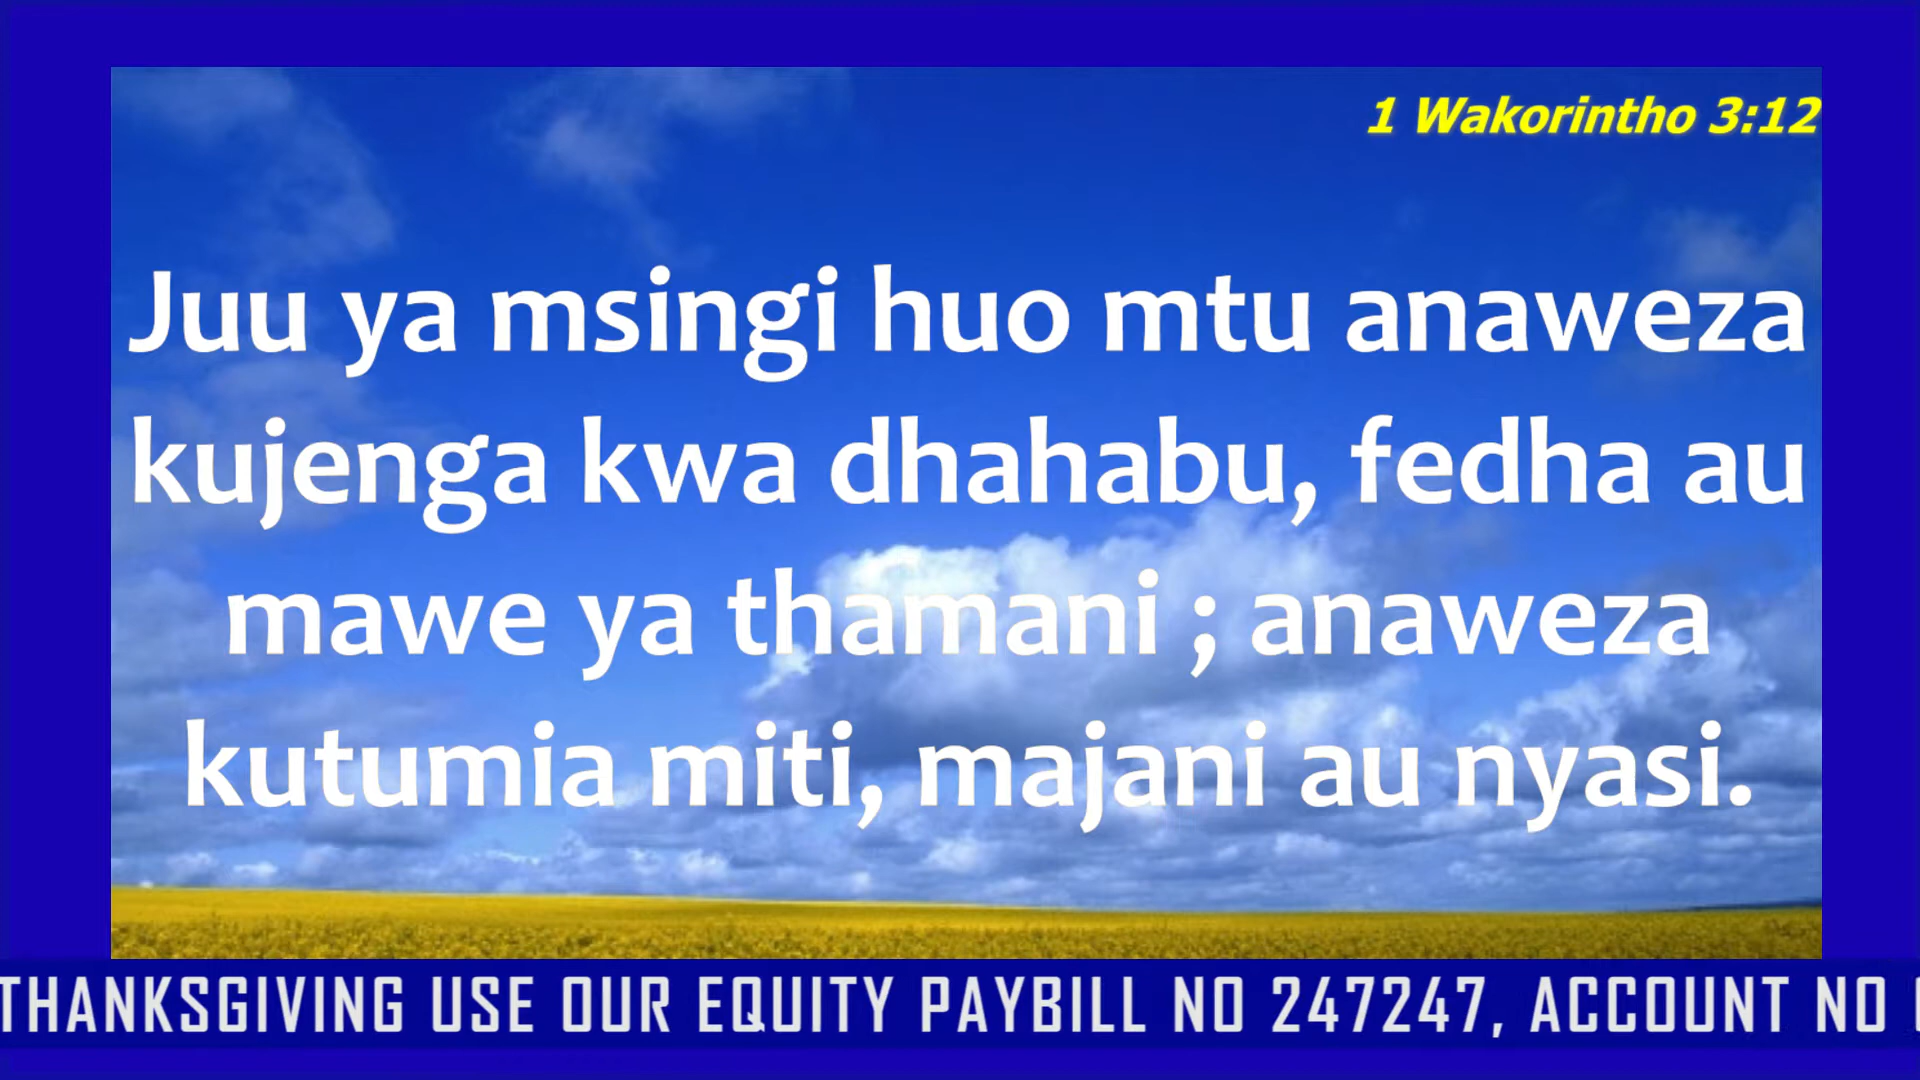 1 Wakorintho 3:12
Juu ya msingi huo mtu anaweza
kujenga kwa dhahabu, fedha au
mawe ya thamani ; anaweza
kutumia miti, majani au nyasi.
THANKSGIVING USE OUR EQUITY PAYBILL NO 247247, ACCOUNT NO